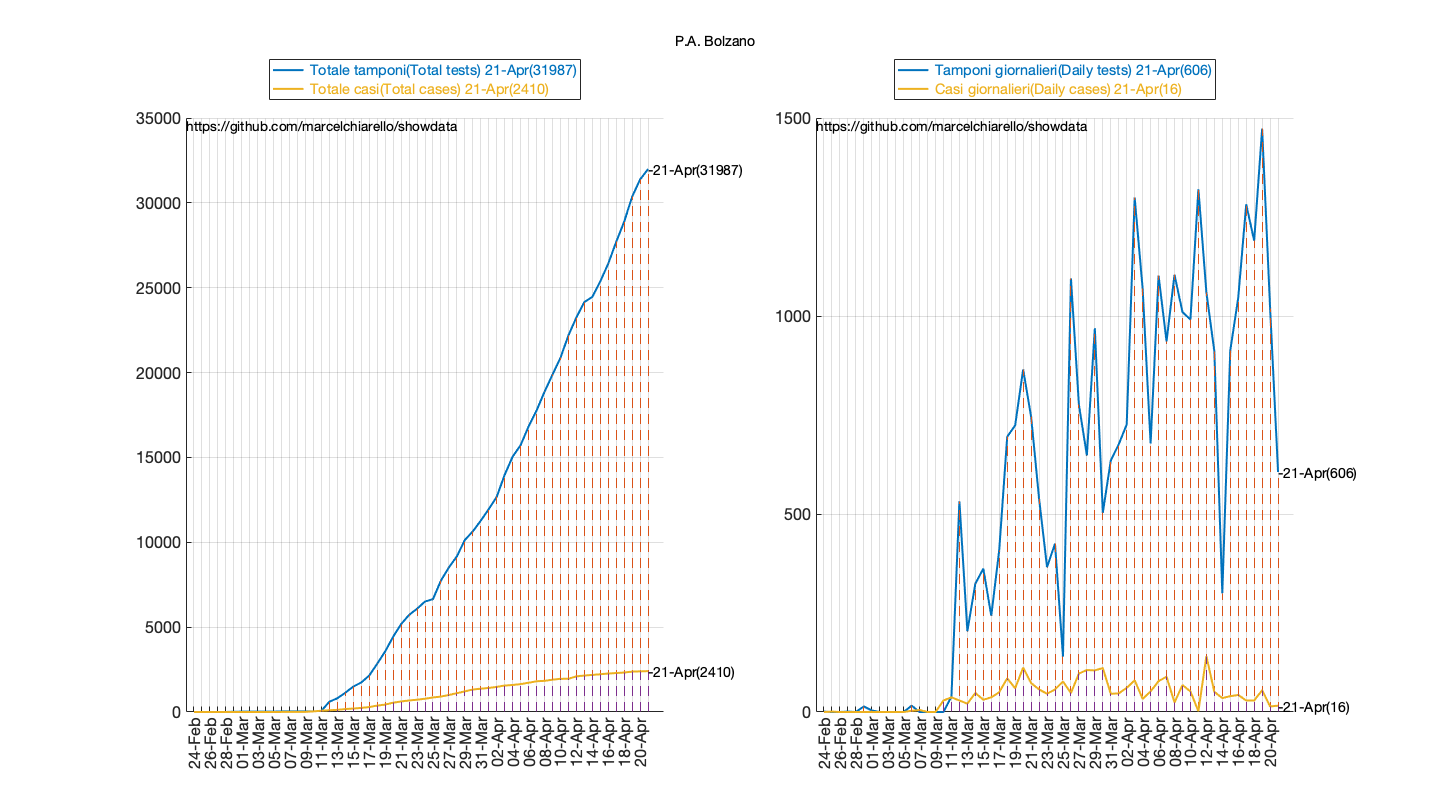 P.A. Bolzano
Totale tamponi(Total tests) 21-Apr(31987)
Totale casi(Total cases) 21-Apr(2410)
https://github.com/marcelchiarello/showdata
35000
30000
25000
20000
15000
10000
5000
0
21-Apr(31987)
21-Apr(2410)
24-Feb
26-Feb
28-Feb
01-Mar
03-Mar
05-Mar
07-Mar
09-Mar
11-Mar
13-Mar
15-Mar
17-Mar
19-Mar
21-Mar
23-Mar
25-Mar
27-Mar
29-Mar
31-Mar
02-Apr
04-Apr
06-Apr
08-Apr
10-Apr
12-Apr
14-Apr
16-Apr
18-Apr
20-Apr
Tamponi giornalieri(Daily tests) 21-Apr(606)
Casi giornalieri(Daily cases) 21-Apr(16)
https://github.com/marcelchiarello/showdata
1500
1000
500
0
21-Apr(606)
21-Apr(16)
24-Feb
26-Feb
28-Feb
01-Mar
03-Mar
05-Mar
07-Mar
09-Mar
11-Mar
13-Mar
15-Mar
17-Mar
19-Mar
21-Mar
23-Mar
25-Mar
27-Mar
29-Mar
31-Mar
02-Apr
04-Apr
06-Apr
08-Apr
10-Apr
12-Apr
14-Apr
16-Apr
18-Apr
20-Apr